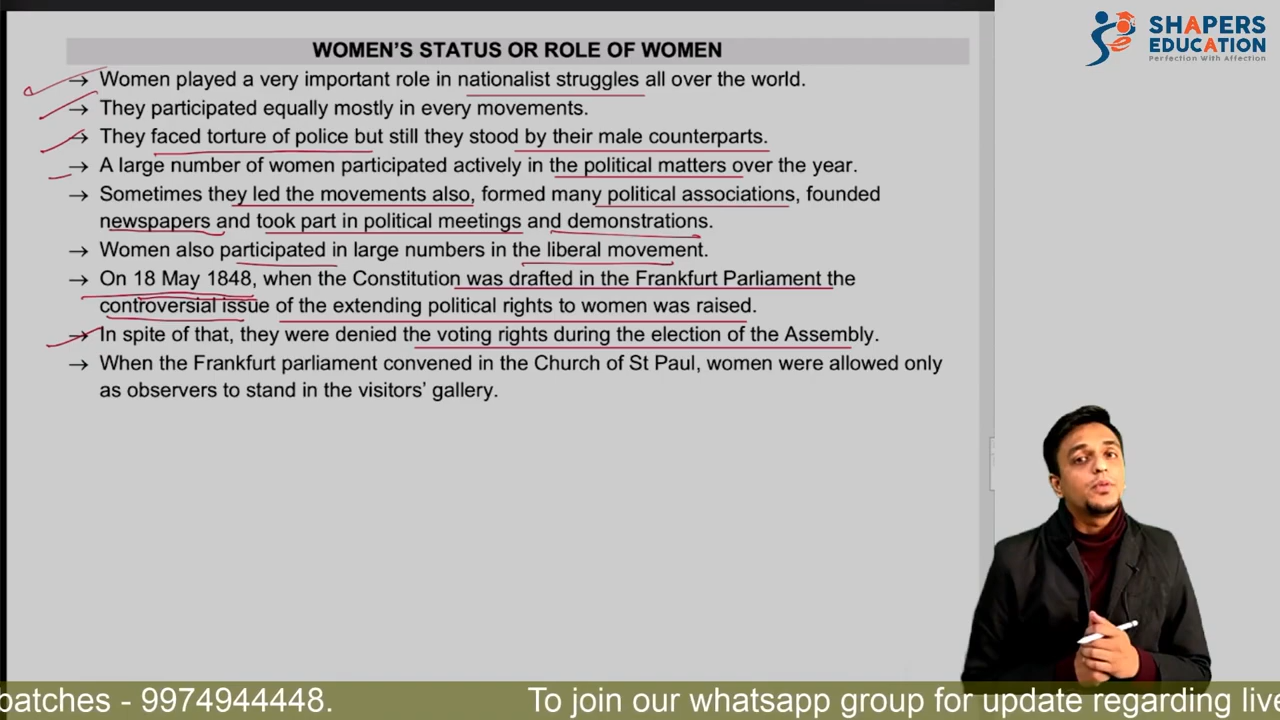 SHAPERS
EDUCATION
Perfection With Affection
WOMEN'S STATUS OR ROLE OF WOMEN
→ Women played a very important role in nationalist struggles all over the world.
→ They participated equally mostly in every movements.
→ They faced torture of police but still they stood by their male counterparts.
→ A large number of women participated actively in the political matters over the year.
→ Sometimes they led the movements also, formed many political associations, founded
newspapers and took part in political meetings and demonstrations.
→ Women also participated in large numbers in the liberal movement.
→ On 18 May 1848, when the Constitution was drafted in the Frankfurt Parliament the
controversial issue of the extending political rights to women was raised.
→ In spite of that, they were denied the voting rights during the election of the Assembly.
→ When the Frankfurt parliament convened in the Church of St Paul, women were allowed only
as observers to stand in the visitors' gallery.
batches - 9974944448. To join our whatsapp group for update regarding live